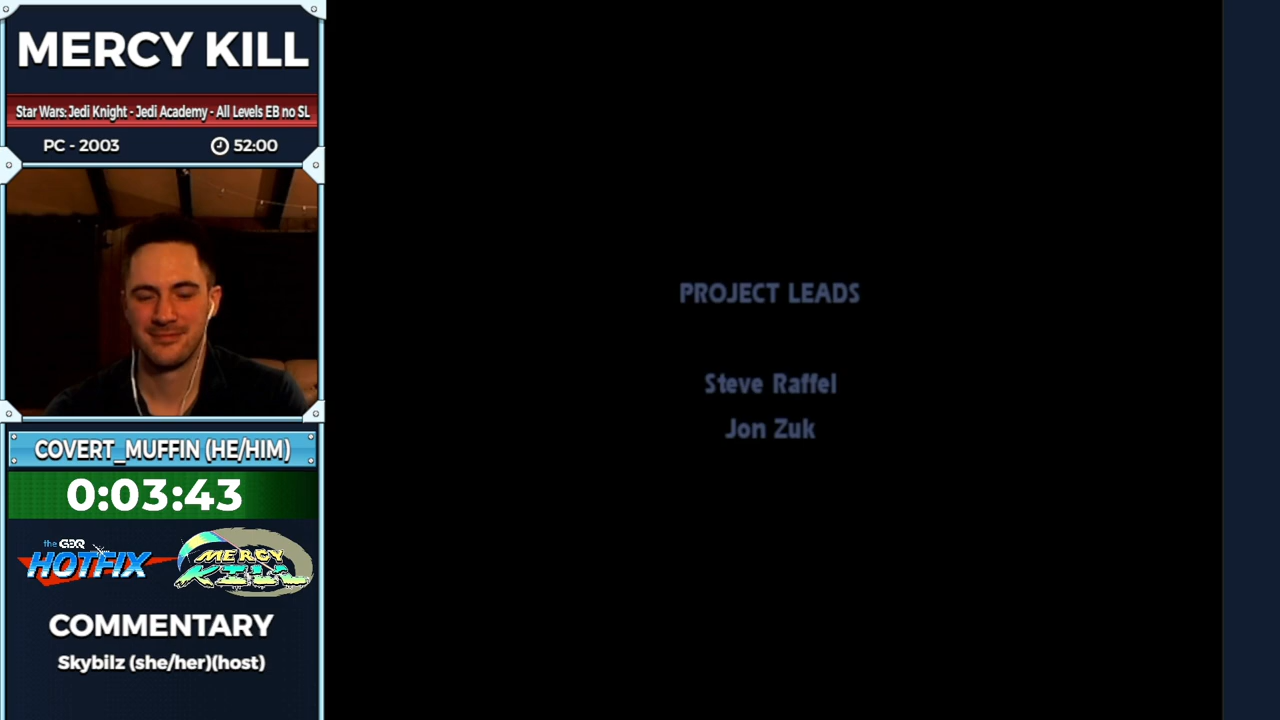 MERCY KILL
Star Wars: Jedi Knight - Jedi Academy - All Levels EB no SL
PC - 2003
52:00
COVERT_MUFFIN (HE/HIM)
0:03:43
the GDQ
HOTFIX
MERCY
KILL
COMMENTARY
Skybilz (she/her)(host)
PROJECT LEADS
Steve Raffel
Jon Zuk